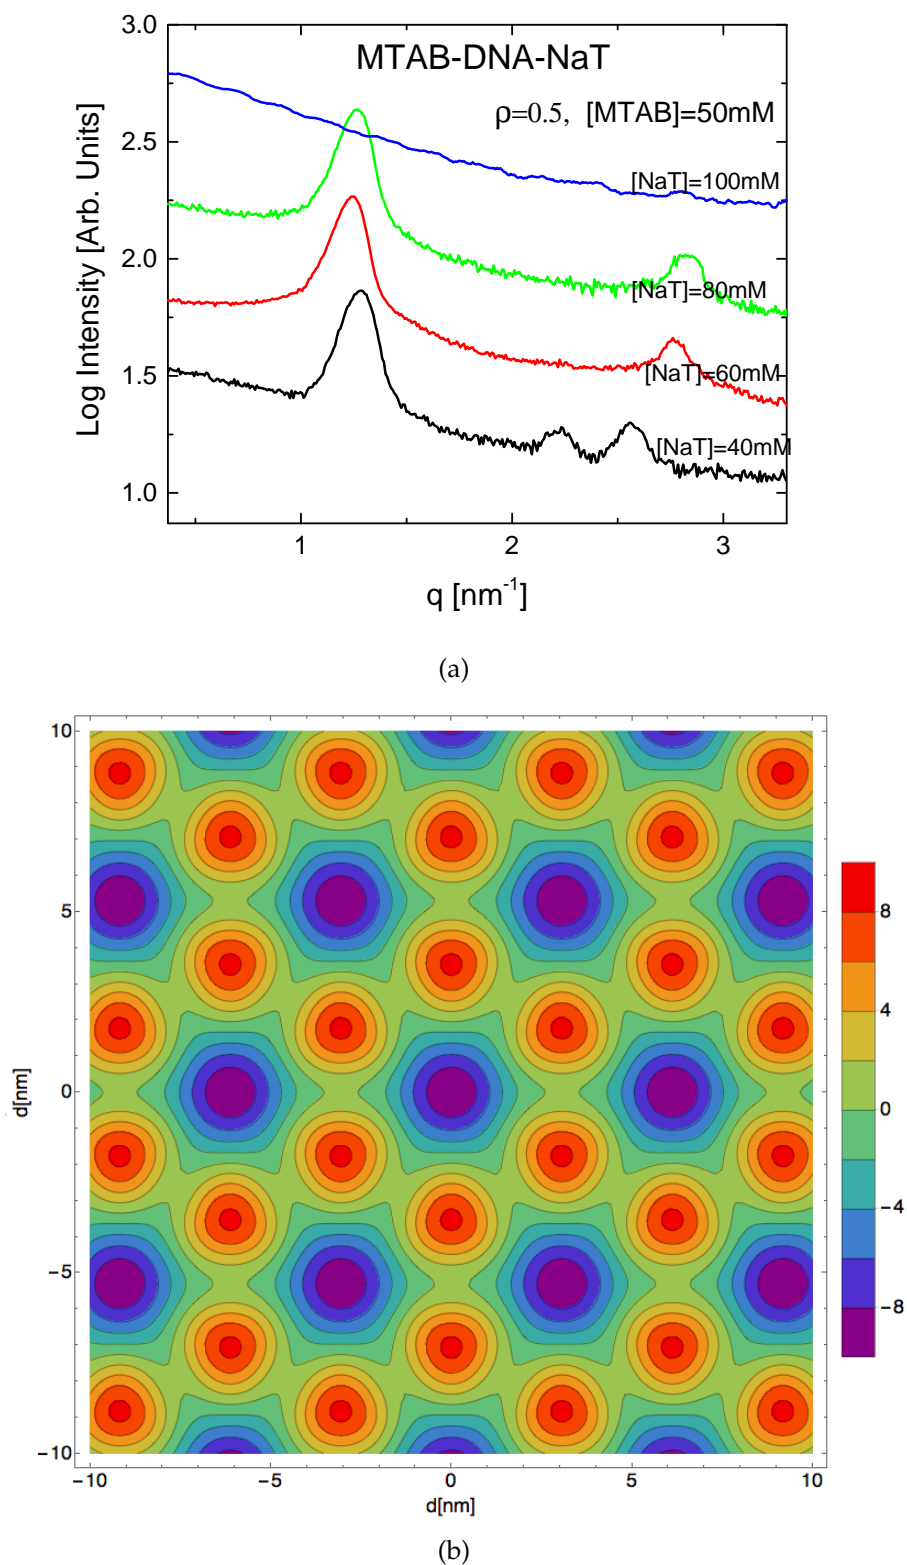 MTAB-DNA-NaT
ρ=0.5, [MTAB]=50mM
[NaT]=100mM
[NaT]=80mM
[NaT]=60mM
[NaT]=40mM
Log Intensity [Arb. Units]
3.0
2.5
2.0
1.5
1.0
1 2 3
q [nm⁻¹]
(a)
10
5
0
−5
−10
d[nm]
−10 −5 0 5 10
d[nm]
8
4
0
−4
−8
(b)